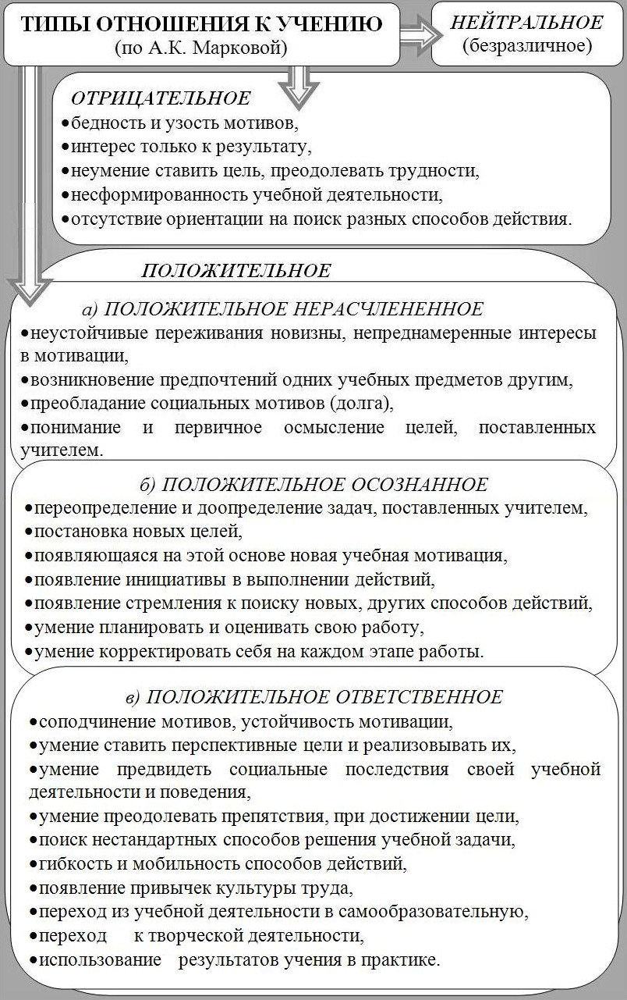 ТИПЫ ОТНОШЕНИЯ К УЧЕНИЮ
(по А.К. Марковой)
НЕЙТРАЛЬНОЕ
(безразличное)
ОТРИЦАТЕЛЬНОЕ
•бедность и узость мотивов,
•интерес только к результату,
•неумение ставить цель, преодолевать трудности,
•несформированность учебной деятельности,
•отсутствие ориентации на поиск разных способов действия.
ПОЛОЖИТЕЛЬНОЕ
а) ПОЛОЖИТЕЛЬНОЕ НЕРАСЧЛЕНЕННОЕ
•неустойчивые переживания новизны, непреднамеренные интересы
в мотивации,
•возникновение предпочтений одних учебных предметов другим,
•преобладание социальных мотивов (долга),
•понимание и первичное осмысление целей, поставленных
учителем.
б) ПОЛОЖИТЕЛЬНОЕ ОСОЗНАННОЕ
•переопределение и доопределение задач, поставленных учителем,
•постановка новых целей,
•появляющаяся на этой основе новая учебная мотивация,
•появление инициативы в выполнении действий,
•появление стремления к поиску новых, других способов действий,
•умение планировать и оценивать свою работу,
•умение корректировать себя на каждом этапе работы.
в) ПОЛОЖИТЕЛЬНОЕ ОТВЕТСТВЕННОЕ
•соподчинение мотивов, устойчивость мотивации,
•умение ставить перспективные цели и реализовывать их,
•умение предвидеть социальные последствия своей учебной
деятельности и поведения,
•умение преодолевать препятствия, при достижении цели,
•поиск нестандартных способов решения учебной задачи,
•гибкость и мобильность способов действий,
•появление привычек культуры труда,
•переход из учебной деятельности в самообразовательную,
•переход к творческой деятельности,
•использование результатов учения в практике.